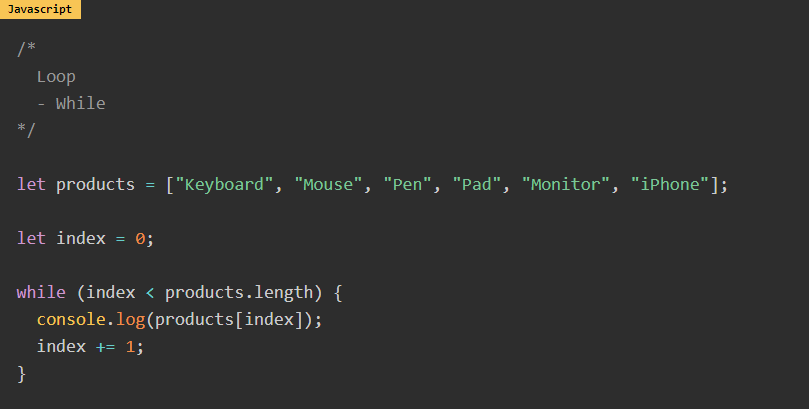 Javascript
/*
  Loop
  - While
*/
let products = ["Keyboard", "Mouse", "Pen", "Pad", "Monitor", "iPhone"];
let index = 0;
while (index < products.length) {
  console.log(products[index]);
  index += 1;
}